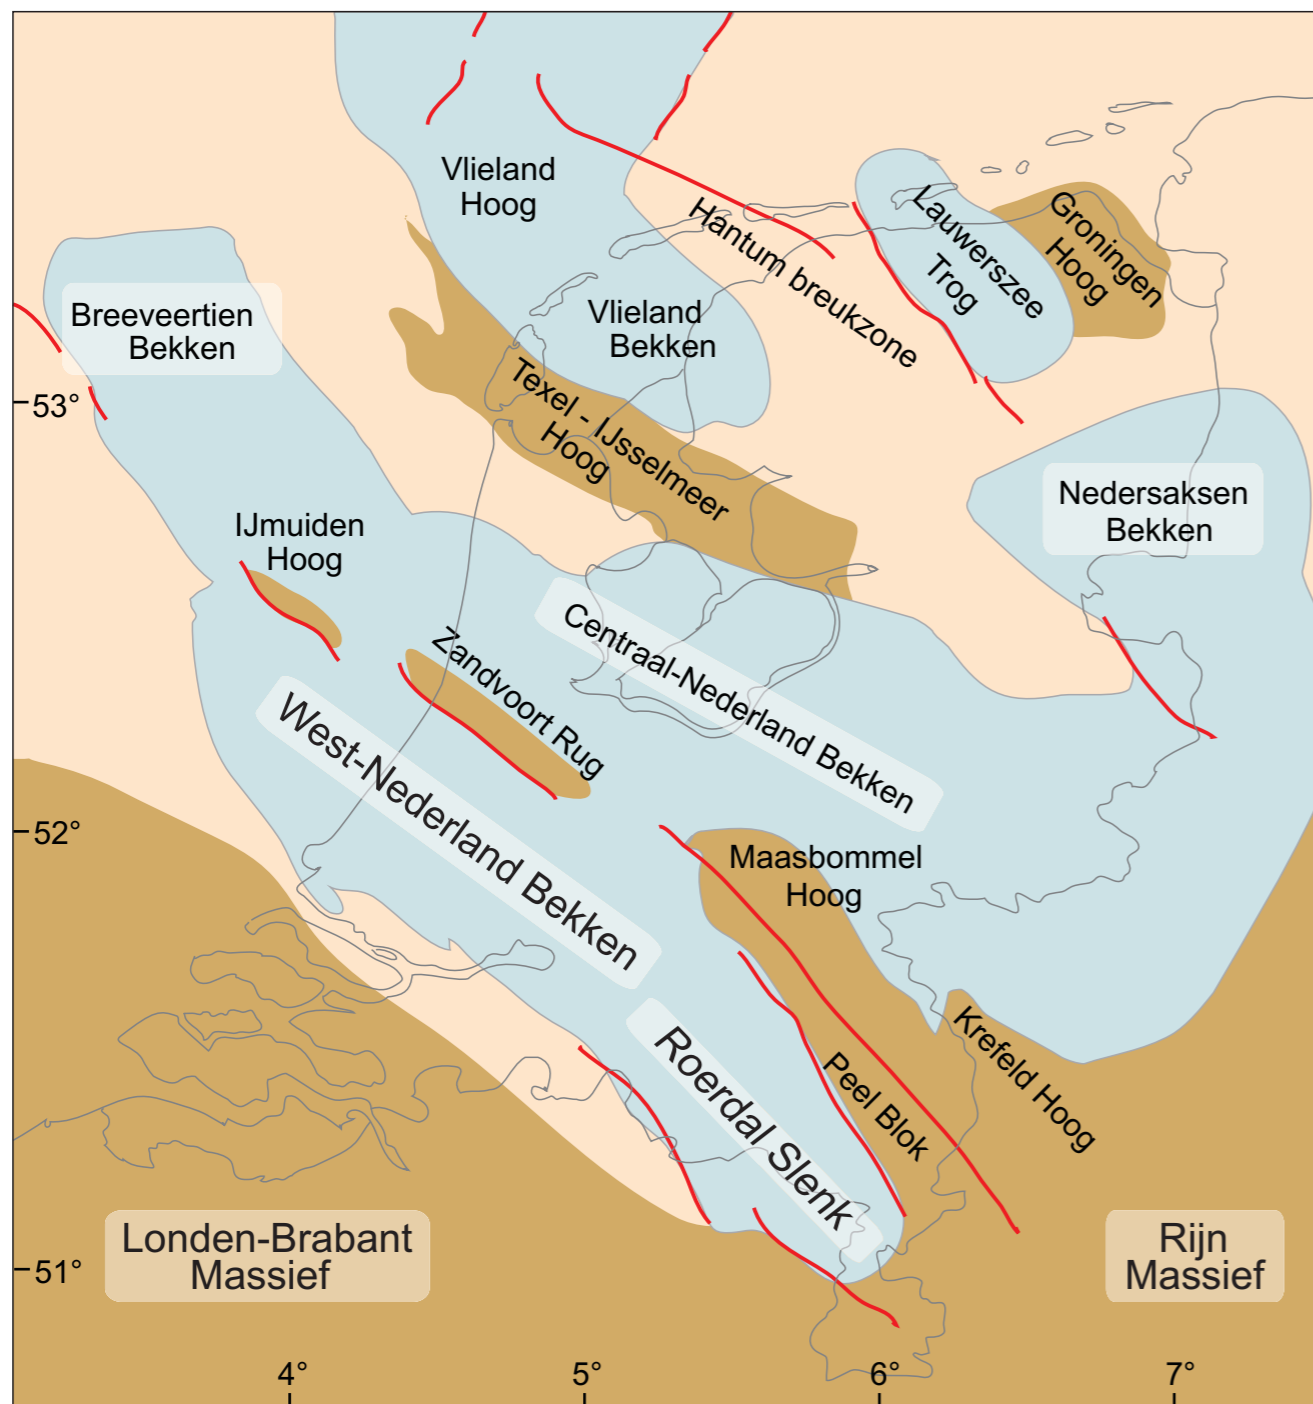 Vlieland
Hoog
Hantum breukzone
Lauwerszee
Trog
Groningen
Hoog
Breeveertien
Bekken
Vlieland
Bekken
Texel - IJsselmeer
Hoog
53°
Nedersaksen
Bekken
IJmuiden
Hoog
Zandvoort Rug
Centraal-Nederland Bekken
West-Nederland Bekken
52°
Maasbommel
Hoog
Krefeld Hoog
Peel Blok
Roerdal Slenk
Londen-Brabant
Massief
Rijn
Massief
51°
4°
5°
6°
7°